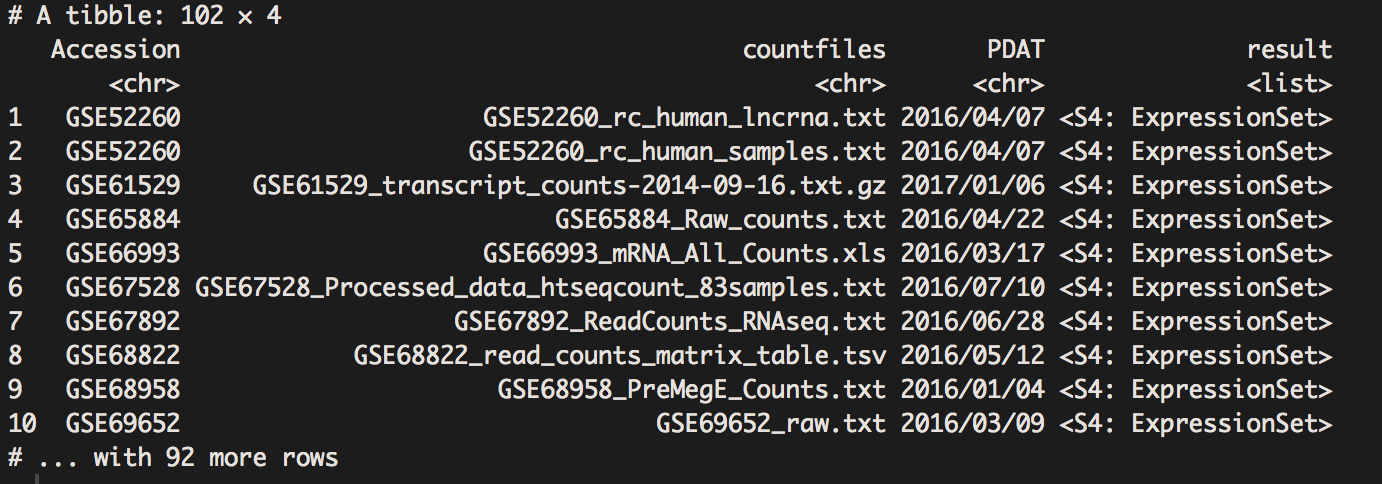 # A tibble: 102 × 4
Accession countfiles PDAT result
<chr> <chr> <chr> <list>
1 GSE52260 GSE52260_rc_human_lncrna.txt 2016/04/07 <S4: ExpressionSet>
2 GSE52260 GSE52260_rc_human_samples.txt 2016/04/07 <S4: ExpressionSet>
3 GSE61529 GSE61529_transcript_counts-2014-09-16.txt.gz 2017/01/06 <S4: ExpressionSet>
4 GSE65884 GSE65884_Raw_counts.txt 2016/04/22 <S4: ExpressionSet>
5 GSE66993 GSE66993_mRNA_All_Counts.xls 2016/03/17 <S4: ExpressionSet>
6 GSE67528 GSE67528_Processed_data_htseqcount_83samples.txt 2016/07/10 <S4: ExpressionSet>
7 GSE67892 GSE67892_ReadCounts_RNAseq.txt 2016/06/28 <S4: ExpressionSet>
8 GSE68822 GSE68822_read_counts_matrix_table.tsv 2016/05/12 <S4: ExpressionSet>
9 GSE68958 GSE68958_PreMegE_Counts.txt 2016/01/04 <S4: ExpressionSet>
10 GSE69652 GSE69652_raw.txt 2016/03/09 <S4: ExpressionSet>
# ... with 92 more rows